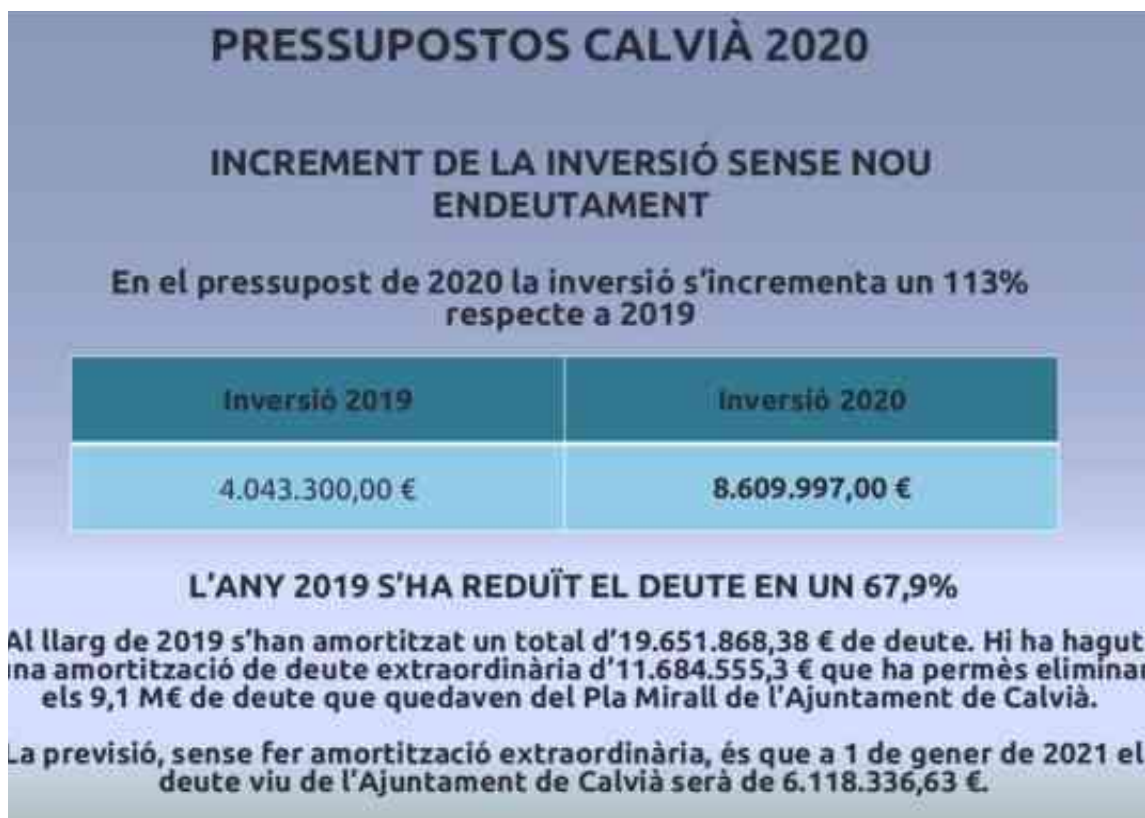 PRESSUPOSTOS CALVIÀ 2020
INCREMENT DE LA INVERSIÓ SENSE NOU
ENDEUTAMENT
En el pressupost de 2020 la inversió s'incrementa un 113%
respecte a 2019
Inversió 2019 Inversió 2020
4.043.300,00 € 8.609.997,00 €
L'ANY 2019 S'HA REDUÏT EL DEUTE EN UN 67,9%
Al llarg de 2019 s'han amortitzat un total d'19.651.868,38 € de deute. Hi ha hagut
una amortització de deute extraordinària d'11.684.555,3 € que ha permès eliminar
els 9,1 M€ de deute que quedaven del Pla Mirall de l'Ajuntament de Calvià.
La previsió, sense fer amortització extraordinària, és que a 1 de gener de 2021 el
deute viu de l'Ajuntament de Calvià serà de 6.118.336,63 €.